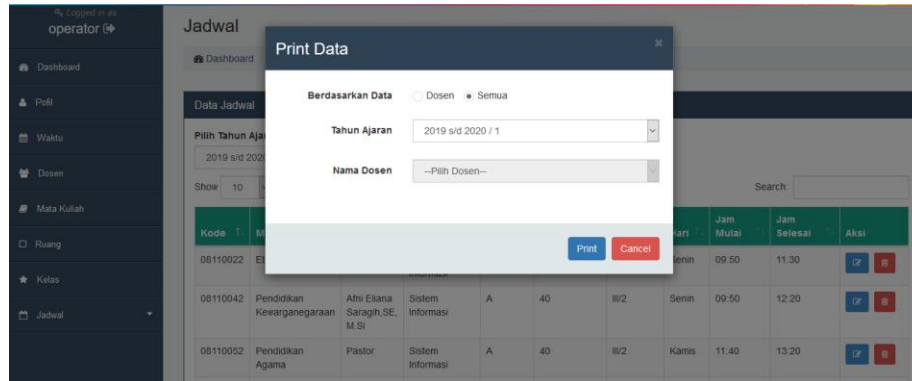 Logged in as
operator
Dashboard
Pofil
Waktu
Dosen
Mata Kuliah
Ruang
Kelas
Jadwal
Jadwal
Dashboard
Data Jadwal
Pilih Tahun Aja
2019 s/d 202
Show 10
Search:
Print Data
Berdasarkan Data Dosen Semua
Tahun Ajaran 2019 s/d 2020 / 1
Nama Dosen --Pilih Dosen--
Print Cancel
Kode M Hari Jam Mulai Jam Selesai Aksi
08110022 Et Senin 09:50 11:30
08110042 Pendidikan Kewarganegaraan Afni Eliana Saragih,SE, M.Si Sistem Informasi A 40 III/2 Senin 09:50 12:20
08110052 Pendidikan Agama Pastor Sistem Informasi A 40 III/2 Kamis 11:40 13:20